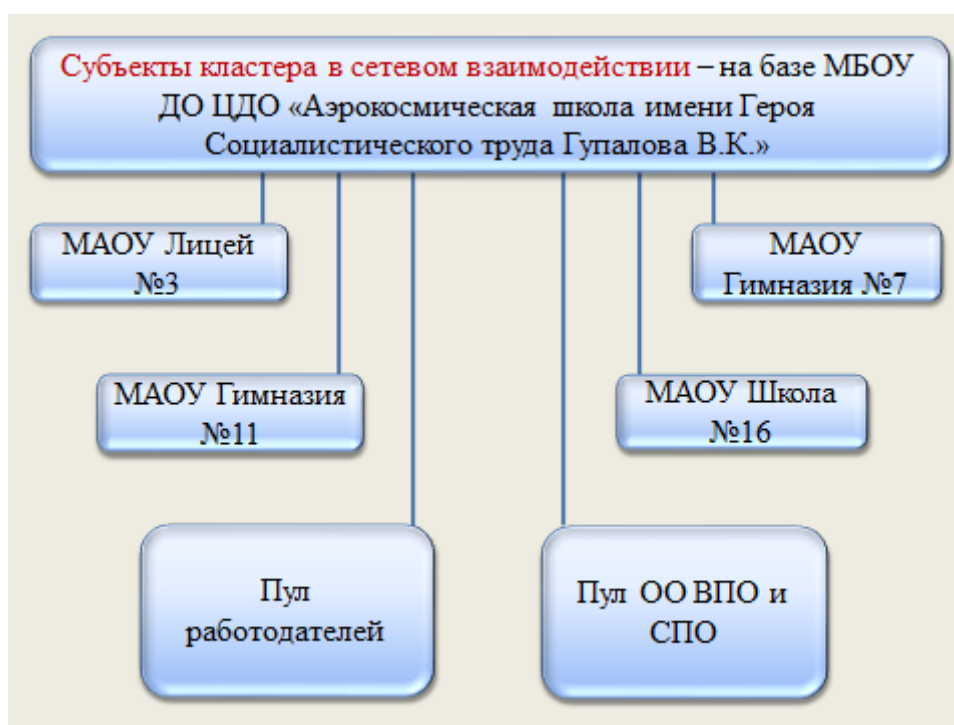 Субъекты кластера в сетевом взаимодействии – на базе МБОУ
ДО ЦДО «Аэрокосмическая школа имени Героя
Социалистического труда Гупалова В.К.»
МАОУ Лицей
№3
МАОУ
Гимназия №7
МАОУ Гимназия
№11
МАОУ Школа
№16
Пул
работодателей
Пул ОО ВПО и
СПО